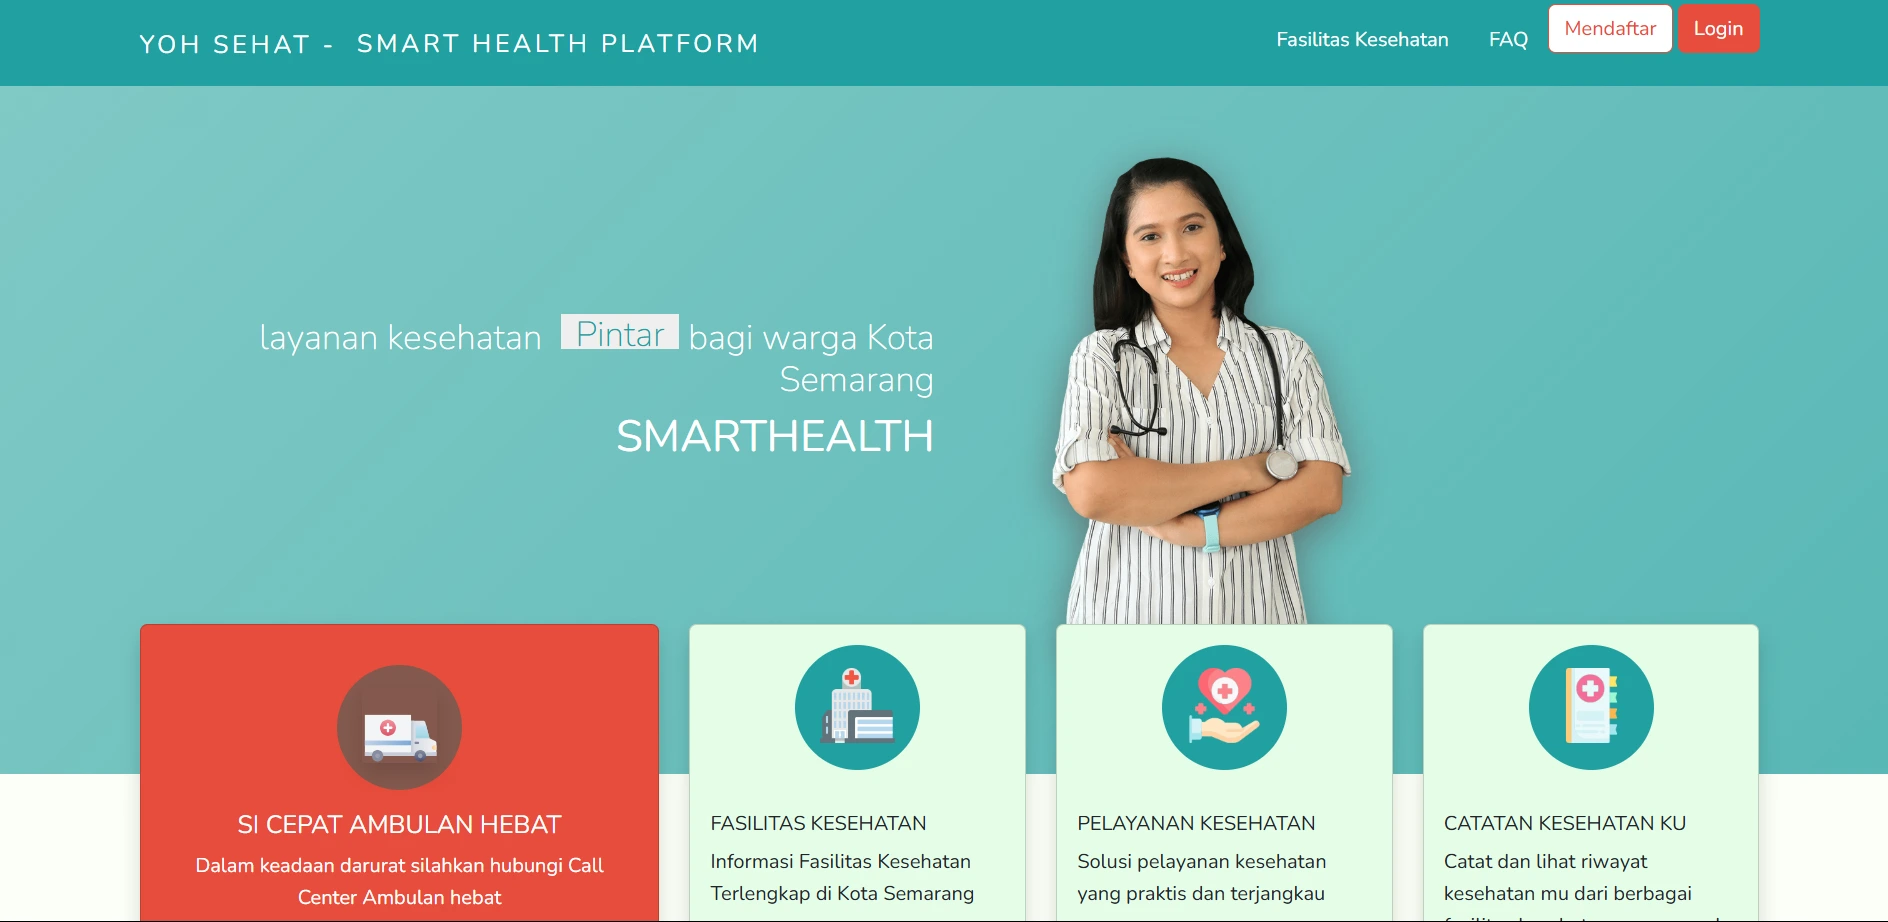 YOH SEHAT - SMART HEALTH PLATFORM
Fasilitas Kesehatan
FAQ
Mendaftar
Login
layanan kesehatan Pintar bagi warga Kota
Semarang
SMARTHEALTH
SI CEPAT AMBULAN HEBAT
Dalam keadaan darurat silahkan hubungi Call
Center Ambulan hebat
FASILITAS KESEHATAN
Informasi Fasilitas Kesehatan
Terlengkap di Kota Semarang
PELAYANAN KESEHATAN
Solusi pelayanan kesehatan
yang praktis dan terjangkau
CATATAN KESEHATAN KU
Catat dan lihat riwayat
kesehatan mu dari berbagai